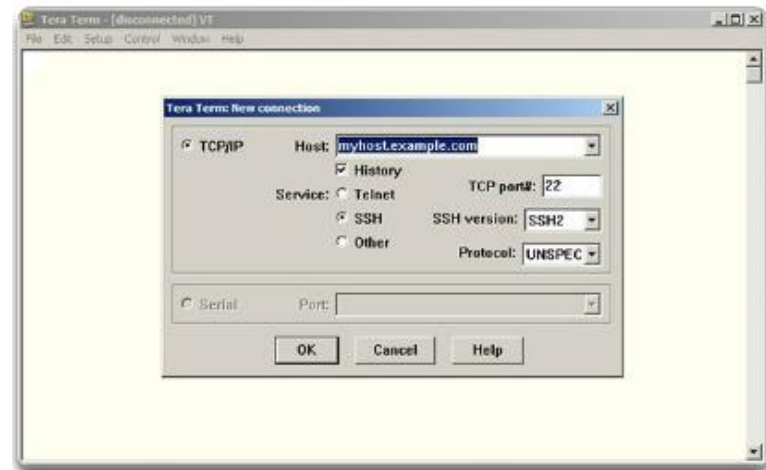 Tera Term - [disconnected] VT
File Edit Setup Control Window Help
Tera Term: New connection
TCP/IP Host: myhost.example.com
History
Service: Telnet TCP port#: 22
SSH SSH version: SSH2
Other Protocol: UNSPEC
Serial Port:
OK Cancel Help